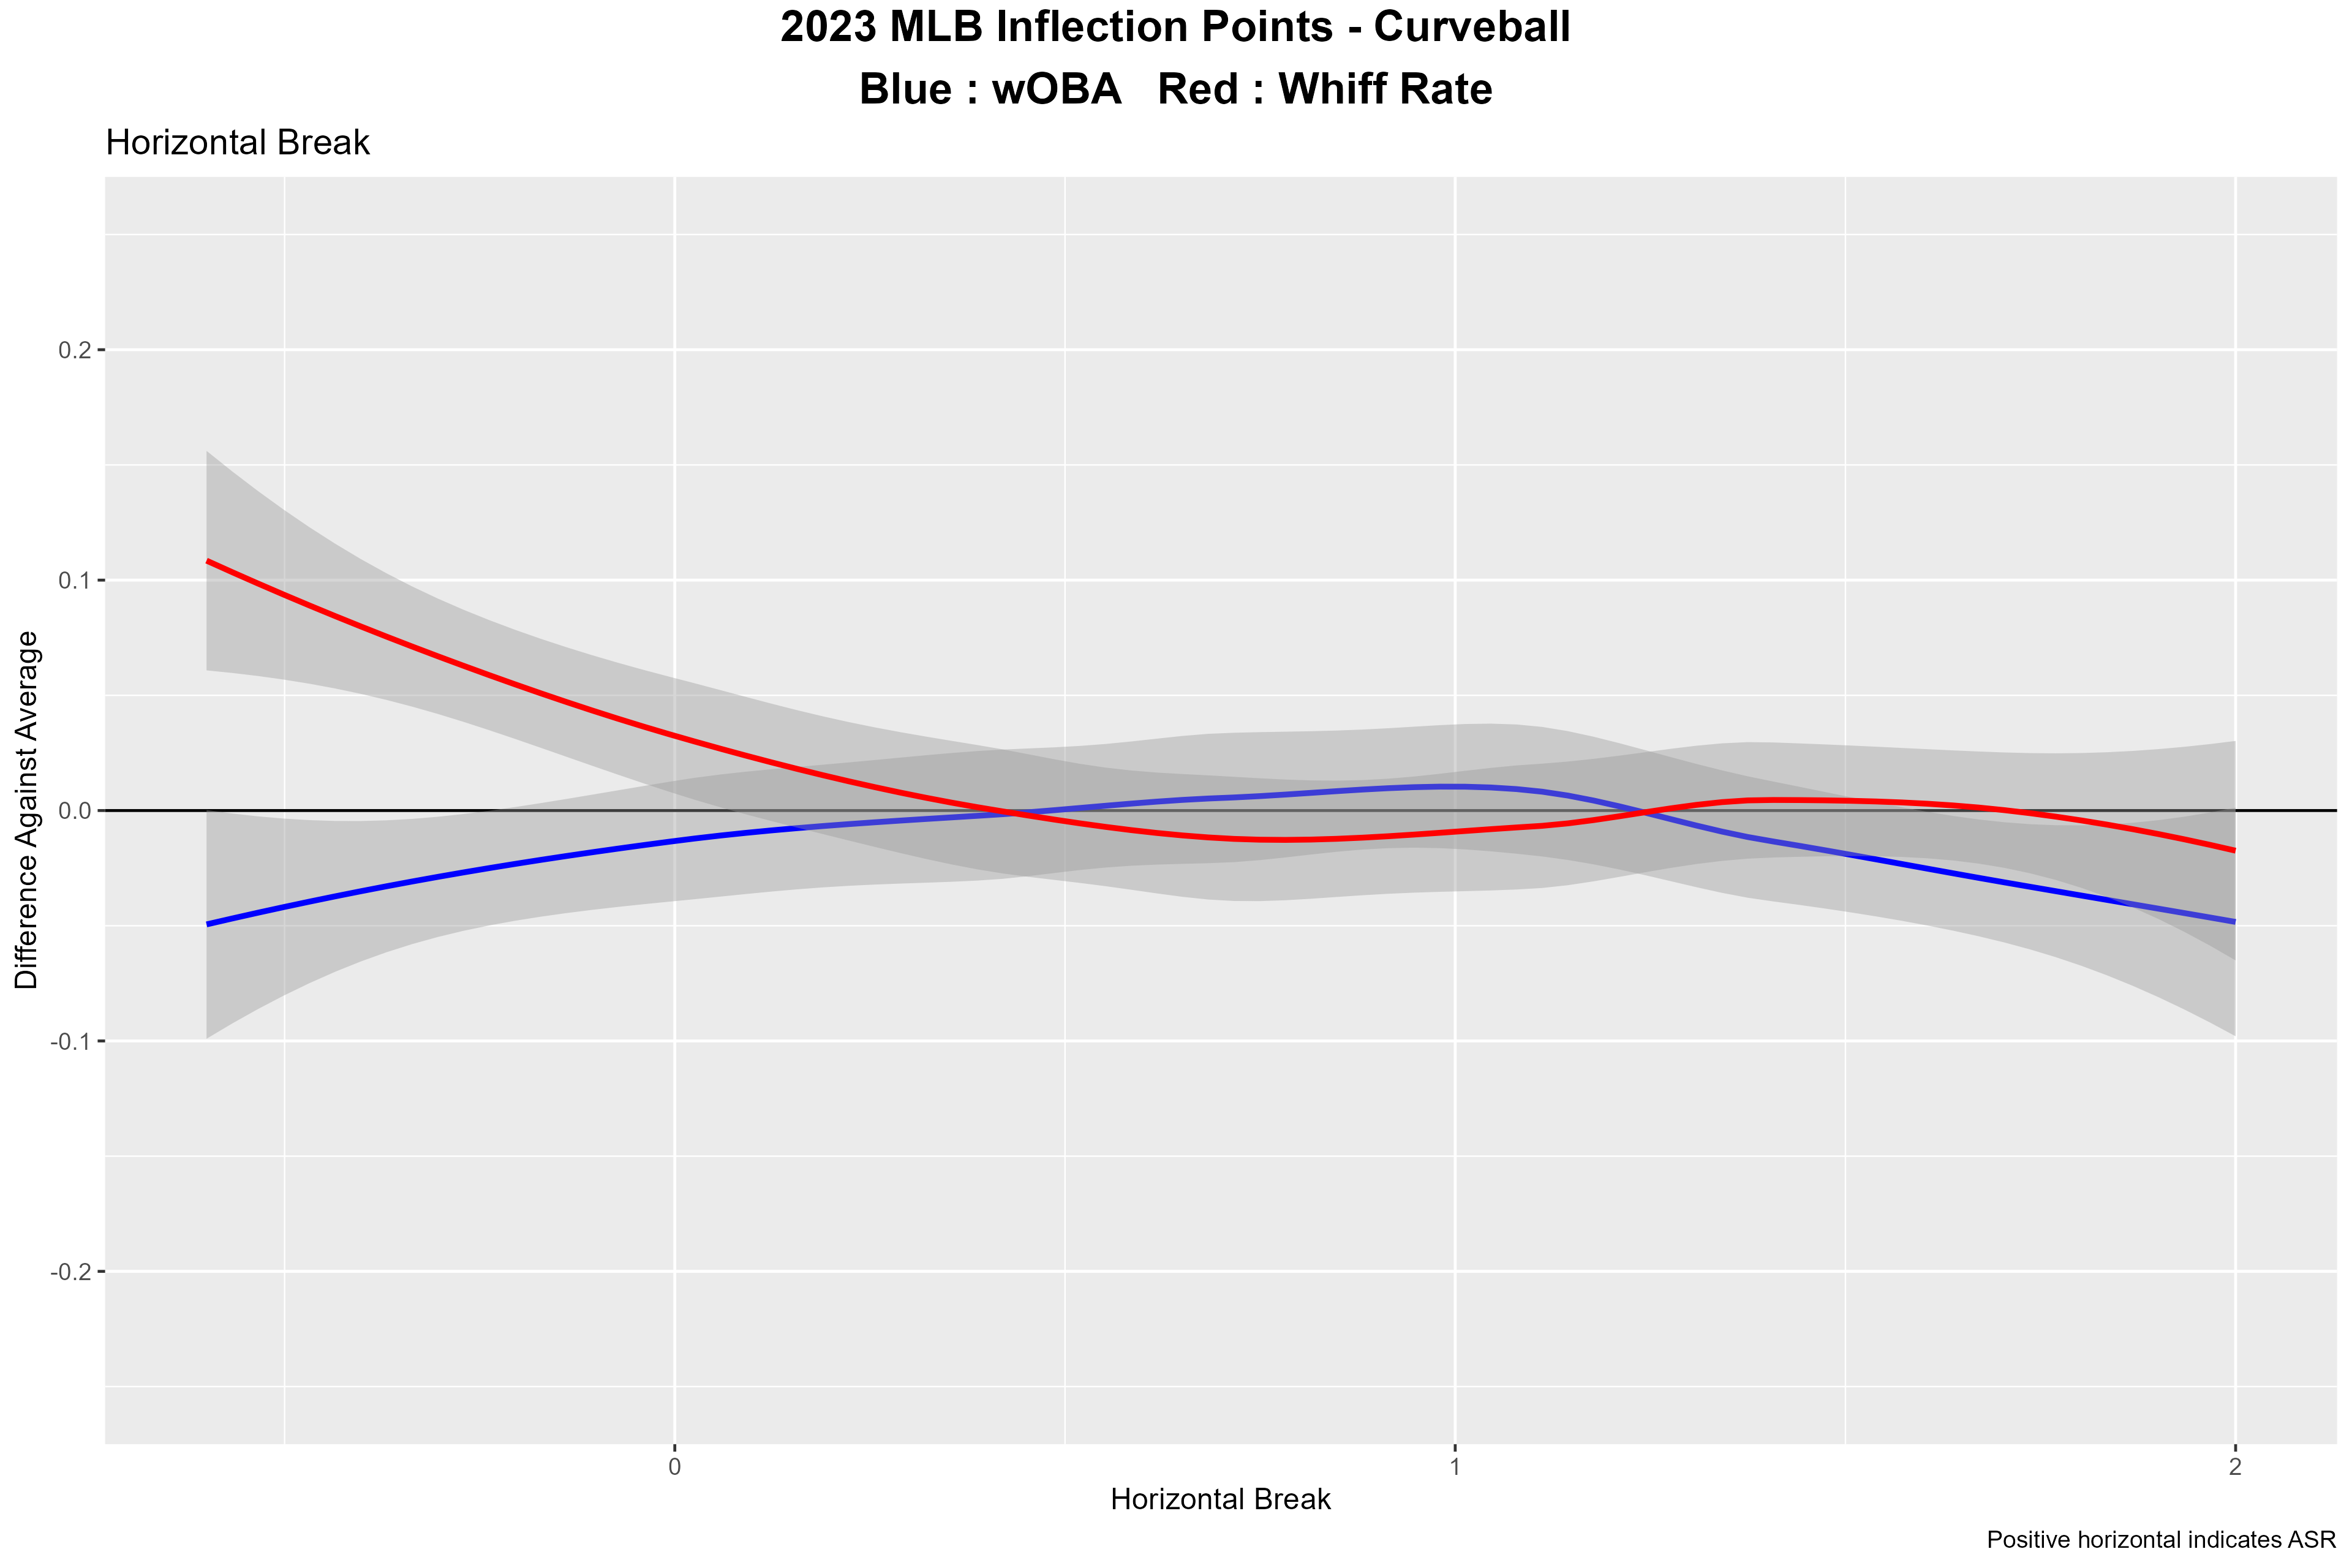 2023 MLB Inflection Points - Curveball
Blue : wOBA   Red : Whiff Rate
Horizontal Break
Difference Against Average
0.2
0.1
0.0
-0.1
-0.2
0
1
2
Horizontal Break
Positive horizontal indicates ASR